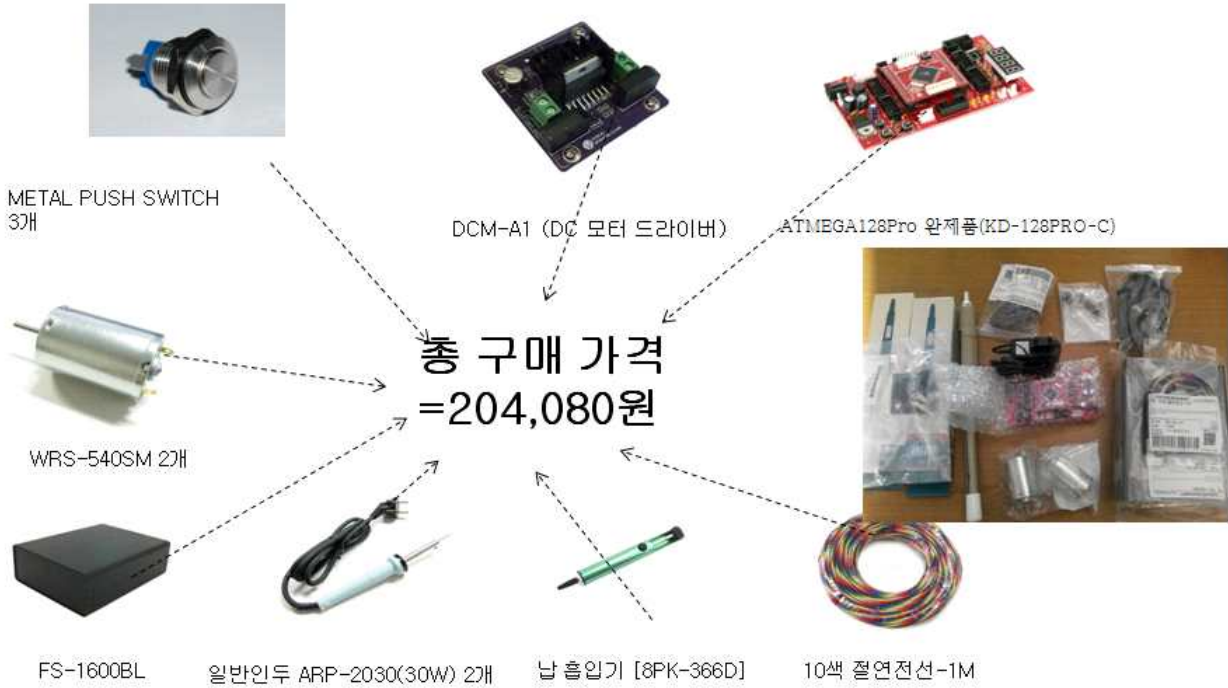 METAL PUSH SWITCH
3개
DCM-A1 (DC 모터 드라이버)
ATMEGA128Pro 완제품(KD-128PRO-C)
총 구매 가격
=204,080원
WRS-540SM 2개
FS-1600BL
일반인두 ARP-2030(30W) 2개
납 흡입기 [8PK-366D]
10색 절연전선-1M